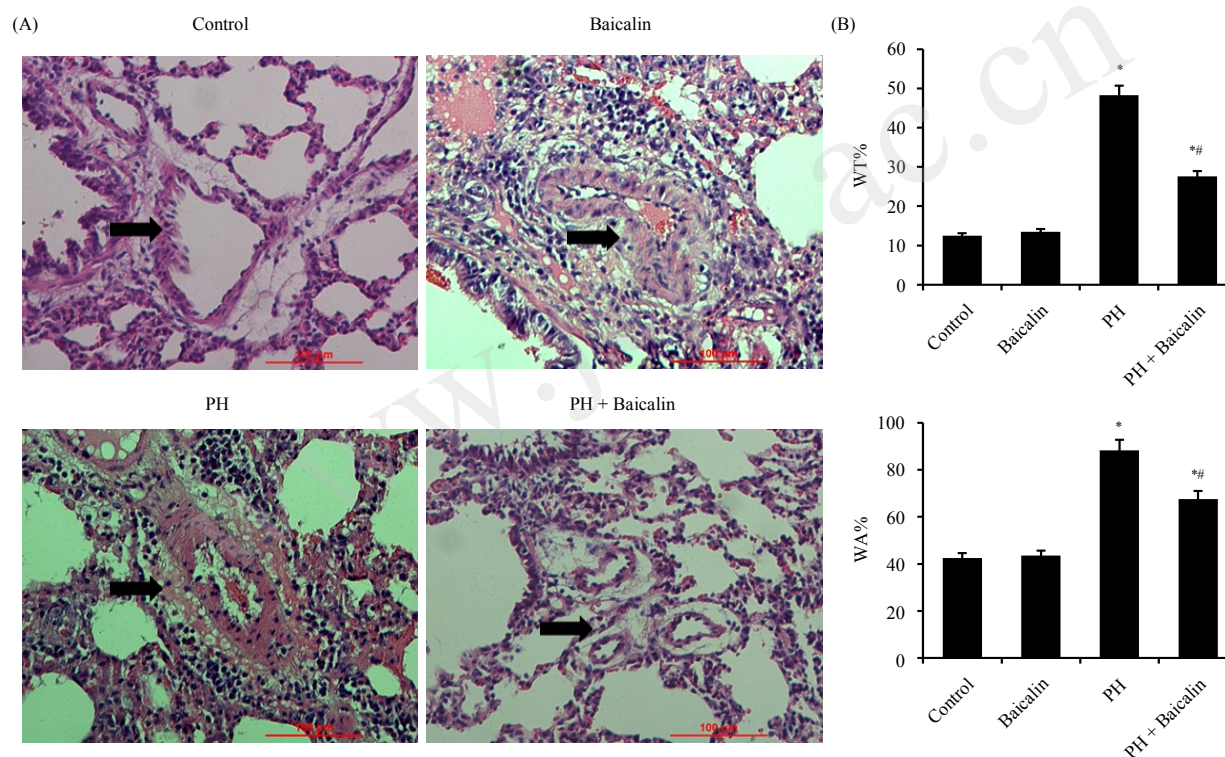 (A)
Control
Baicalin
100 μm
100 μm
PH
PH + Baicalin
100 μm
100 μm
(B)
60
50
40
30
20
10
0
WT%
*
*#
Control
Baicalin
PH
PH + Baicalin
100
80
60
40
20
0
WA%
*
*#
Control
Baicalin
PH
PH + Baicalin
ac.cn